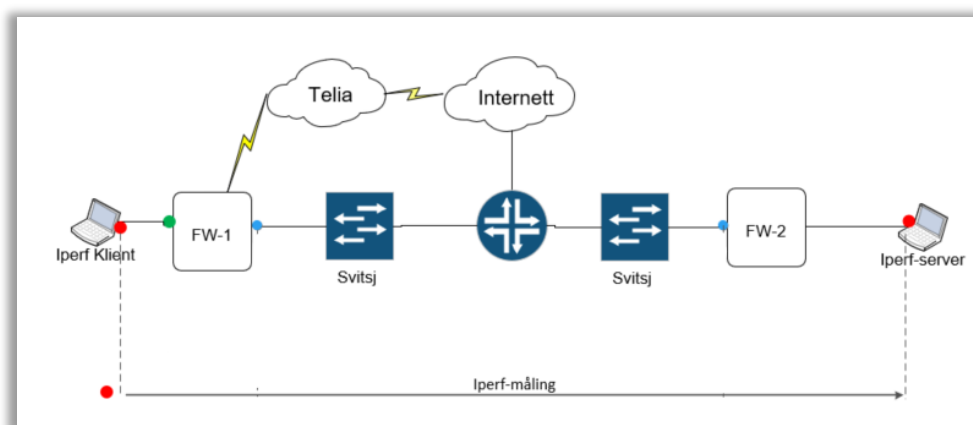 Telia
Internett
FW-1
FW-2
Iperf Klient
Svitsj
Svitsj
Iperf-server
Iperf-måling